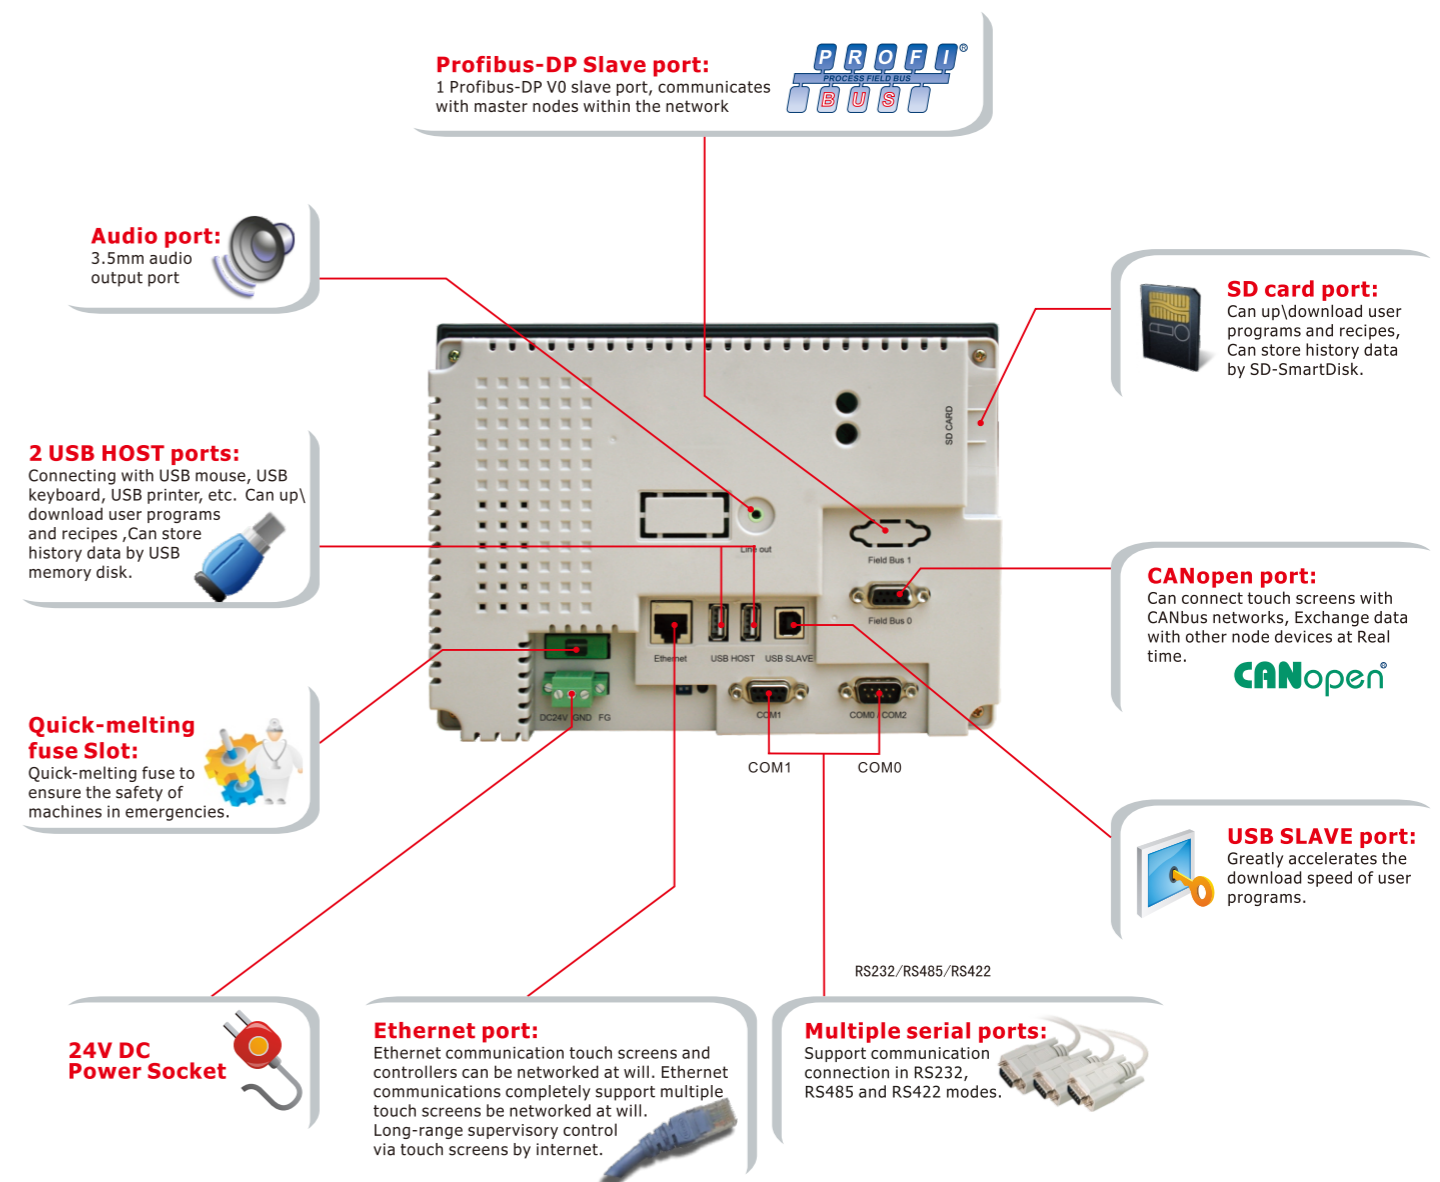 Profibus-DP Slave port:
1 Profibus-DP V0 slave port, communicates
with master nodes within the network
PROFI®
PROCESS FIELD BUS
BUS
Audio port:
3.5mm audio
output port
SD card port:
Can up\download user
programs and recipes,
Can store history data
by SD-SmartDisk.
2 USB HOST ports:
Connecting with USB mouse, USB
keyboard, USB printer, etc. Can up\
download user programs
and recipes ,Can store
history data by USB
memory disk.
SD CARD
Line out
Field Bus 1
Field Bus 0
Ethernet
USB HOST
USB SLAVE
DC24V GND FG
COM1
COM0 / COM2
COM1
COM0
CANopen port:
Can connect touch screens with
CANbus networks, Exchange data
with other node devices at Real
time.
CANopen®
Quick-melting
fuse Slot:
Quick-melting fuse to
ensure the safety of
machines in emergencies.
USB SLAVE port:
Greatly accelerates the
download speed of user
programs.
RS232/RS485/RS422
24V DC
Power Socket
Ethernet port:
Ethernet communication touch screens and
controllers can be networked at will. Ethernet
communications completely support multiple
touch screens be networked at will.
Long-range supervisory control
via touch screens by internet.
Multiple serial ports:
Support communication
connection in RS232,
RS485 and RS422 modes.